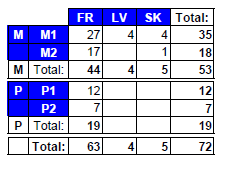 FR LV SK Total:
M M1 27 4 4 35
M2 17 1 18
M Total: 44 4 5 53
P P1 12 12
P2 7 7
P Total: 19 19
Total: 63 4 5 72